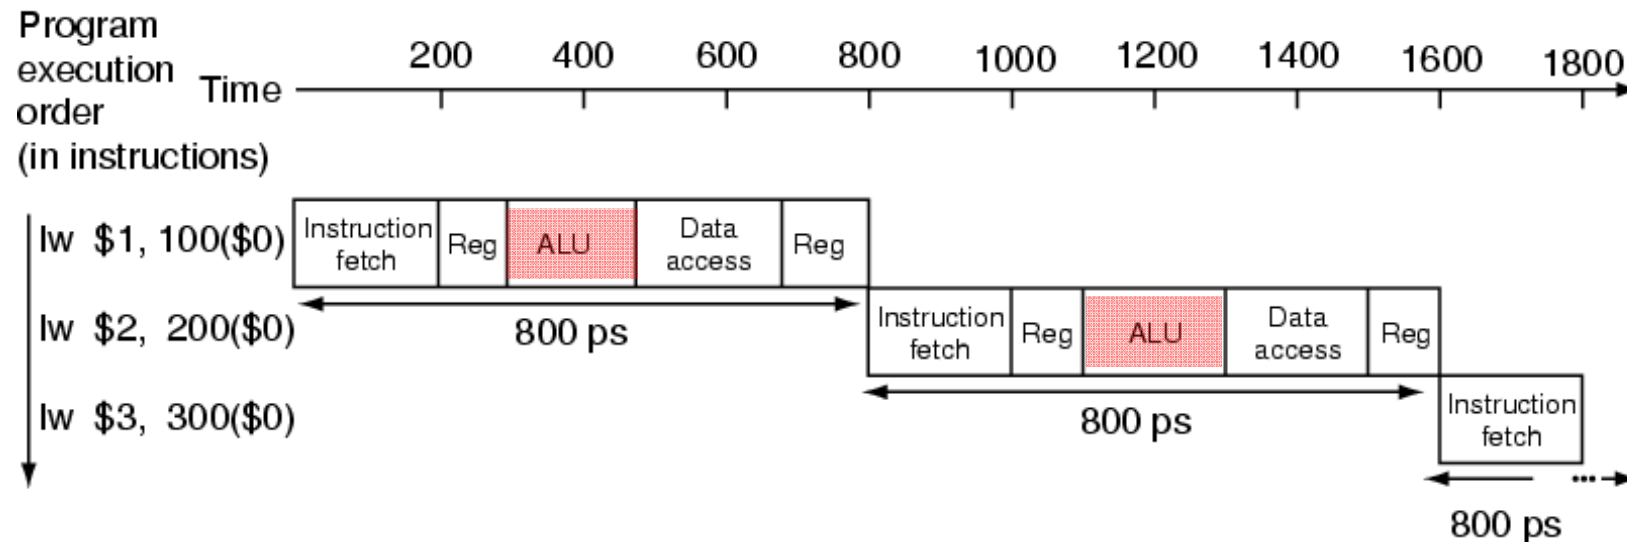 Program
execution
order
(in instructions)
Time
200 400 600 800 1000 1200 1400 1600 1800
lw $1, 100($0)
Instruction fetch Reg ALU Data access Reg
800 ps
lw $2, 200($0)
Instruction fetch Reg ALU Data access Reg
800 ps
lw $3, 300($0)
Instruction fetch
...
800 ps